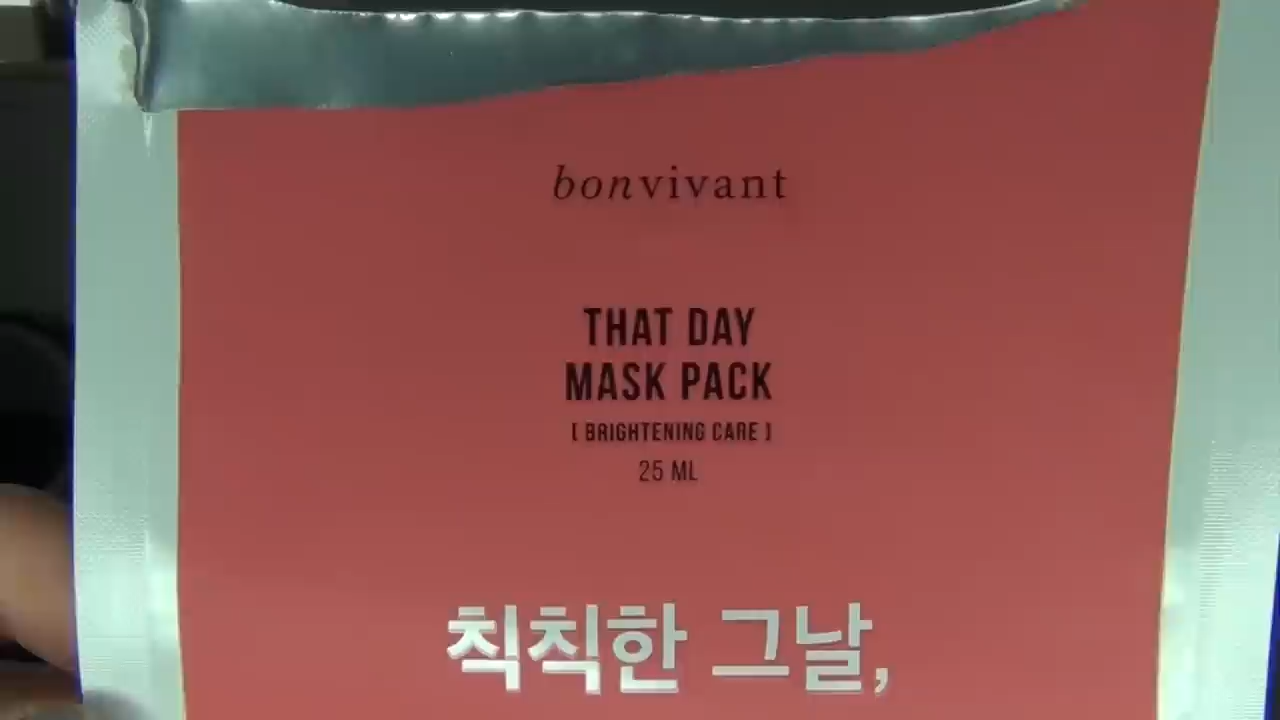 bonvivant
THAT DAY
MASK PACK
[ BRIGHTENING CARE ]
25 ML
칙칙한 그날,